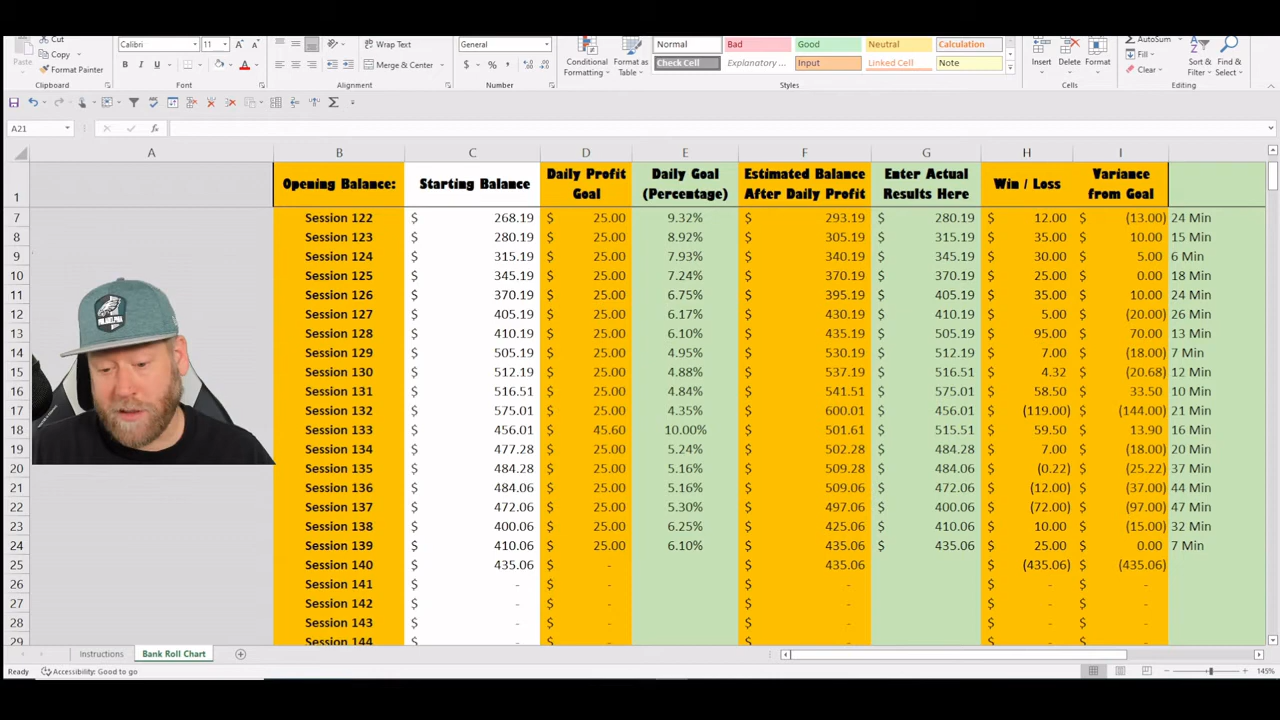 Cut
Copy
Paste
Format Painter
Clipboard
Calibri 11 A A
B I U A
Font
Wrap Text
Merge & Center
Alignment
General
$ %
Number
Conditional Formatting
Format as Table
Normal Bad Good Neutral Calculation
Check Cell Explanatory ... Input Linked Cell Note
Styles
Insert Delete Format
Cells
AutoSum
Fill
Clear
Sort & Filter
Find & Select
Editing
A21 fx
A B C D E F G H I
1 Opening Balance: Starting Balance Daily Profit Goal Daily Goal (Percentage) Estimated Balance After Daily Profit Enter Actual Results Here Win / Loss Variance from Goal
7 Session 122 $ 268.19 $ 25.00 9.32% $ 293.19 $ 280.19 $ 12.00 $ (13.00) 24 Min
8 Session 123 $ 280.19 $ 25.00 8.92% $ 305.19 $ 315.19 $ 35.00 $ 10.00 15 Min
9 Session 124 $ 315.19 $ 25.00 7.93% $ 340.19 $ 345.19 $ 30.00 $ 5.00 6 Min
10 Session 125 $ 345.19 $ 25.00 7.24% $ 370.19 $ 370.19 $ 25.00 $ 0.00 18 Min
11 Session 126 $ 370.19 $ 25.00 6.75% $ 395.19 $ 405.19 $ 35.00 $ 10.00 24 Min
12 Session 127 $ 405.19 $ 25.00 6.17% $ 430.19 $ 410.19 $ 5.00 $ (20.00) 26 Min
13 Session 128 $ 410.19 $ 25.00 6.10% $ 435.19 $ 505.19 $ 95.00 $ 70.00 13 Min
14 Session 129 $ 505.19 $ 25.00 4.95% $ 530.19 $ 512.19 $ 7.00 $ (18.00) 7 Min
15 Session 130 $ 512.19 $ 25.00 4.88% $ 537.19 $ 516.51 $ 4.32 $ (20.68) 12 Min
16 Session 131 $ 516.51 $ 25.00 4.84% $ 541.51 $ 575.01 $ 58.50 $ 33.50 10 Min
17 Session 132 $ 575.01 $ 25.00 4.35% $ 600.01 $ 456.01 $ (119.00) $ (144.00) 21 Min
18 Session 133 $ 456.01 $ 45.60 10.00% $ 501.61 $ 515.51 $ 59.50 $ 13.90 16 Min
19 Session 134 $ 477.28 $ 25.00 5.24% $ 502.28 $ 484.28 $ 7.00 $ (18.00) 20 Min
20 Session 135 $ 484.28 $ 25.00 5.16% $ 509.28 $ 484.06 $ (0.22) $ (25.22) 37 Min
21 Session 136 $ 484.06 $ 25.00 5.16% $ 509.06 $ 472.06 $ (12.00) $ (37.00) 44 Min
22 Session 137 $ 472.06 $ 25.00 5.30% $ 497.06 $ 400.06 $ (72.00) $ (97.00) 47 Min
23 Session 138 $ 400.06 $ 25.00 6.25% $ 425.06 $ 410.06 $ 10.00 $ (15.00) 32 Min
24 Session 139 $ 410.06 $ 25.00 6.10% $ 435.06 $ 435.06 $ 25.00 $ 0.00 7 Min
25 Session 140 $ 435.06 $ - $ 435.06 $ (435.06) $ (435.06)
26 Session 141 $ - $ - $ - $ - $ -
27 Session 142 $ - $ - $ - $ - $ -
28 Session 143 $ - $ - $ - $ - $ -
29 Session 144
Instructions Bank Roll Chart
Ready Accessibility: Good to go 145%